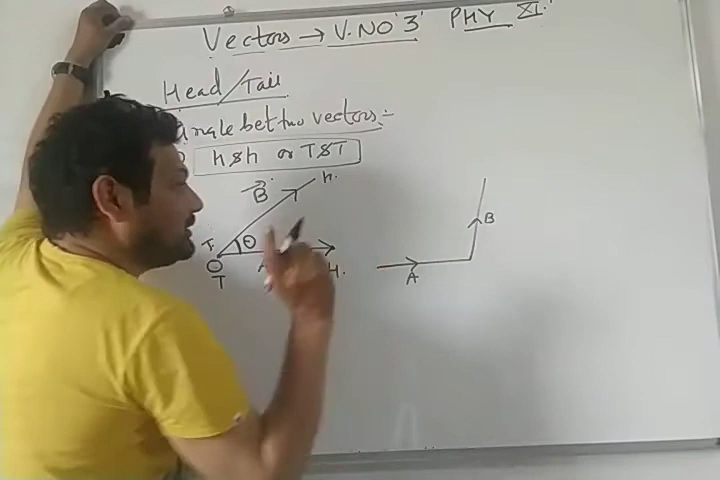 Vectors → V.NO '3' PHY XI.
Head/Tail
angle bet two vectors :-
h&h or T&T
B h.
T θ
O H.
T
B
A